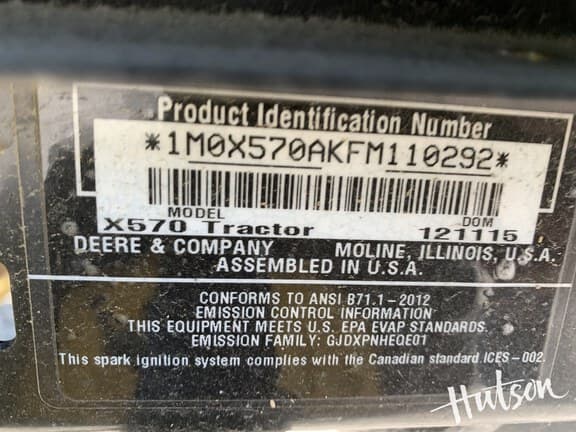 Product Identification Number
*1M0X570AKFM110292*
MODEL DOM
X570 Tractor 121115
DEERE & COMPANY MOLINE, ILLINOIS, U.S.A.
ASSEMBLED IN U.S.A.
CONFORMS TO ANSI B71.1-2012
EMISSION CONTROL INFORMATION
THIS EQUIPMENT MEETS U.S. EPA EVAP STANDARDS.
EMISSION FAMILY: GJDXPNHEQE01
This spark ignition system complies with the Canadian standard ICES-002
Hutson